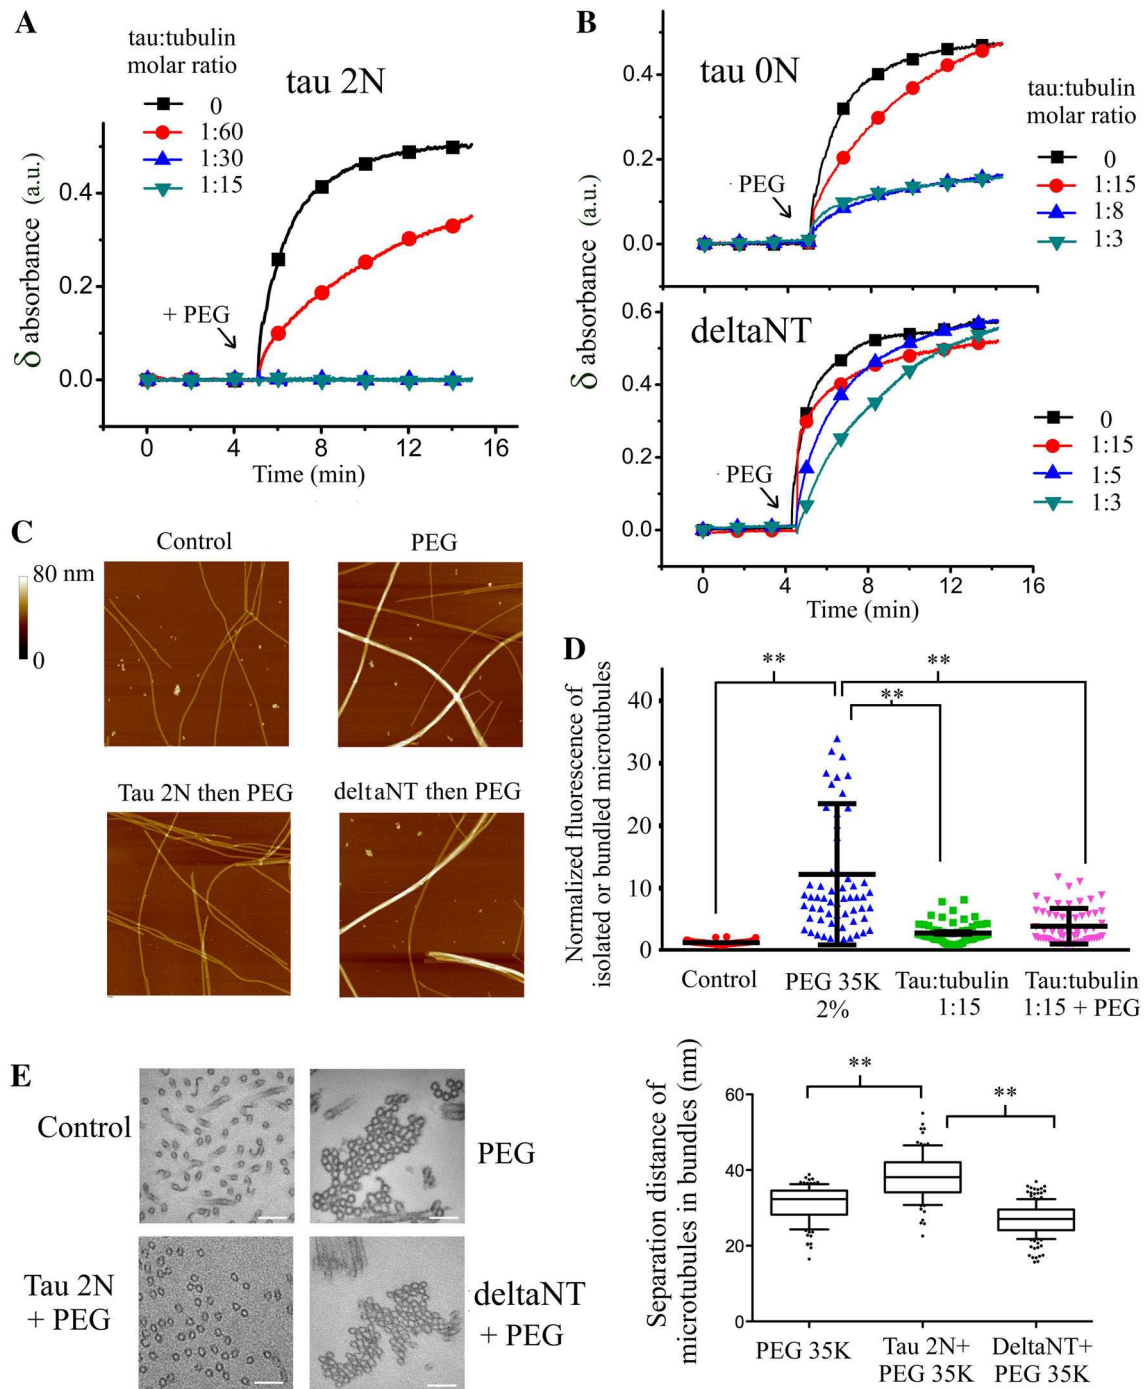 A
tau:tubulin
molar ratio
0
1:60
1:30
1:15
tau 2N
δ absorbance (a.u.)
0.4
0.2
0.0
+ PEG
0 4 8 12 16
Time (min)
B
tau 0N
δ absorbance (a.u.)
0.4
0.2
0.0
PEG
tau:tubulin
molar ratio
0
1:15
1:8
1:3
deltaNT
0.6
0.4
0.2
0.0
PEG
0
1:15
1:5
1:3
0 4 8 12 16
Time (min)
C
80 nm
0
Control
PEG
Tau 2N then PEG
deltaNT then PEG
D
Normalized fluorescence of
isolated or bundled microtubules
40
30
20
10
0
**
**
**
Control
PEG 35K
2%
Tau:tubulin
1:15
Tau:tubulin
1:15 + PEG
E
Control
PEG
Tau 2N
+ PEG
deltaNT
+ PEG
Separation distance of
microtubules in bundles (nm)
60
40
20
0
**
**
PEG 35K
Tau 2N+
PEG 35K
DeltaNT+
PEG 35K